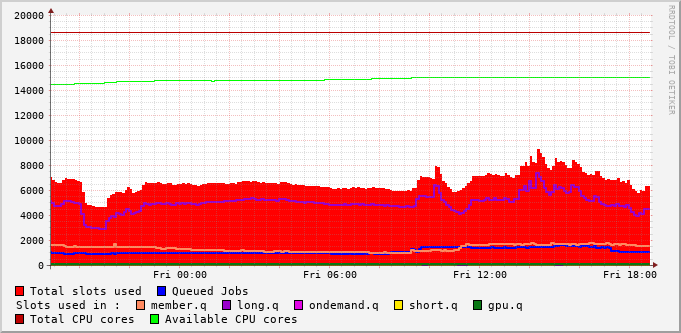 20000
18000
16000
14000
12000
10000
8000
6000
4000
2000
0
Fri 00:00 Fri 06:00 Fri 12:00 Fri 18:00
RRDTOOL / TOBI OETIKER
Total slots used Queued Jobs
Slots used in : member.q long.q ondemand.q short.q gpu.q
Total CPU cores Available CPU cores